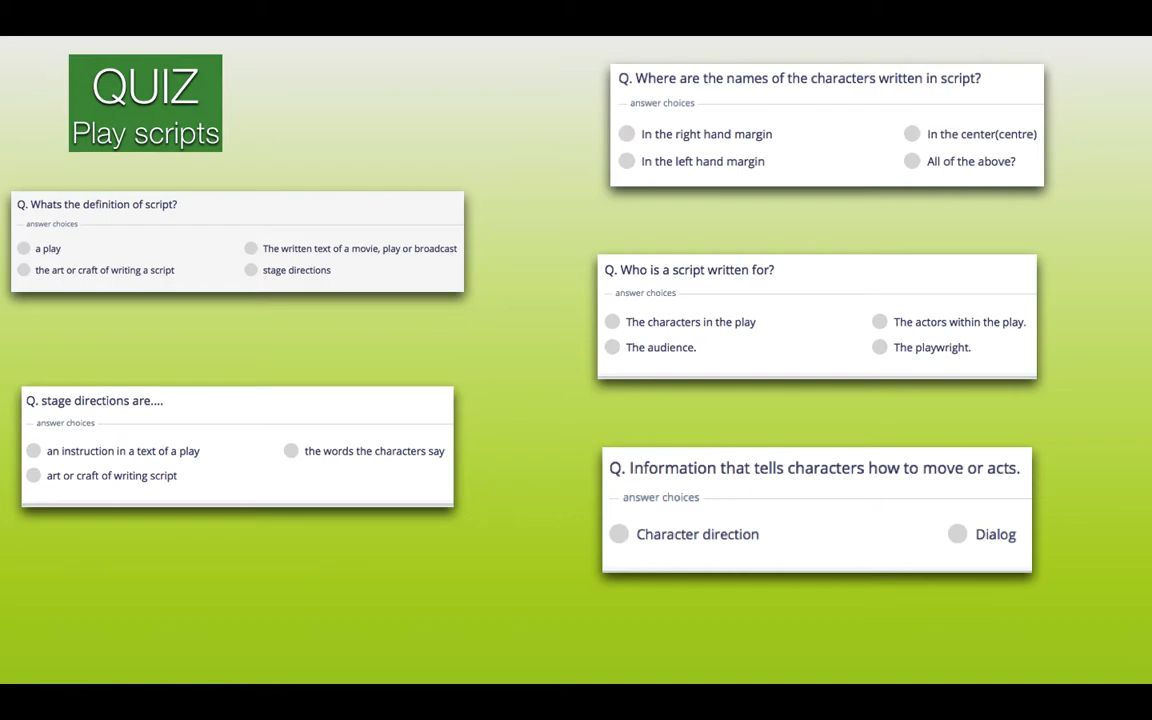 QUIZ
Play scripts
Q. Whats the definition of script?
answer choices
a play
The written text of a movie, play or broadcast
the art or craft of writing a script
stage directions
Q. stage directions are....
answer choices
an instruction in a text of a play
the words the characters say
art or craft of writing script
Q. Where are the names of the characters written in script?
answer choices
In the right hand margin
In the center(centre)
In the left hand margin
All of the above?
Q. Who is a script written for?
answer choices
The characters in the play
The actors within the play.
The audience.
The playwright.
Q. Information that tells characters how to move or acts.
answer choices
Character direction
Dialog